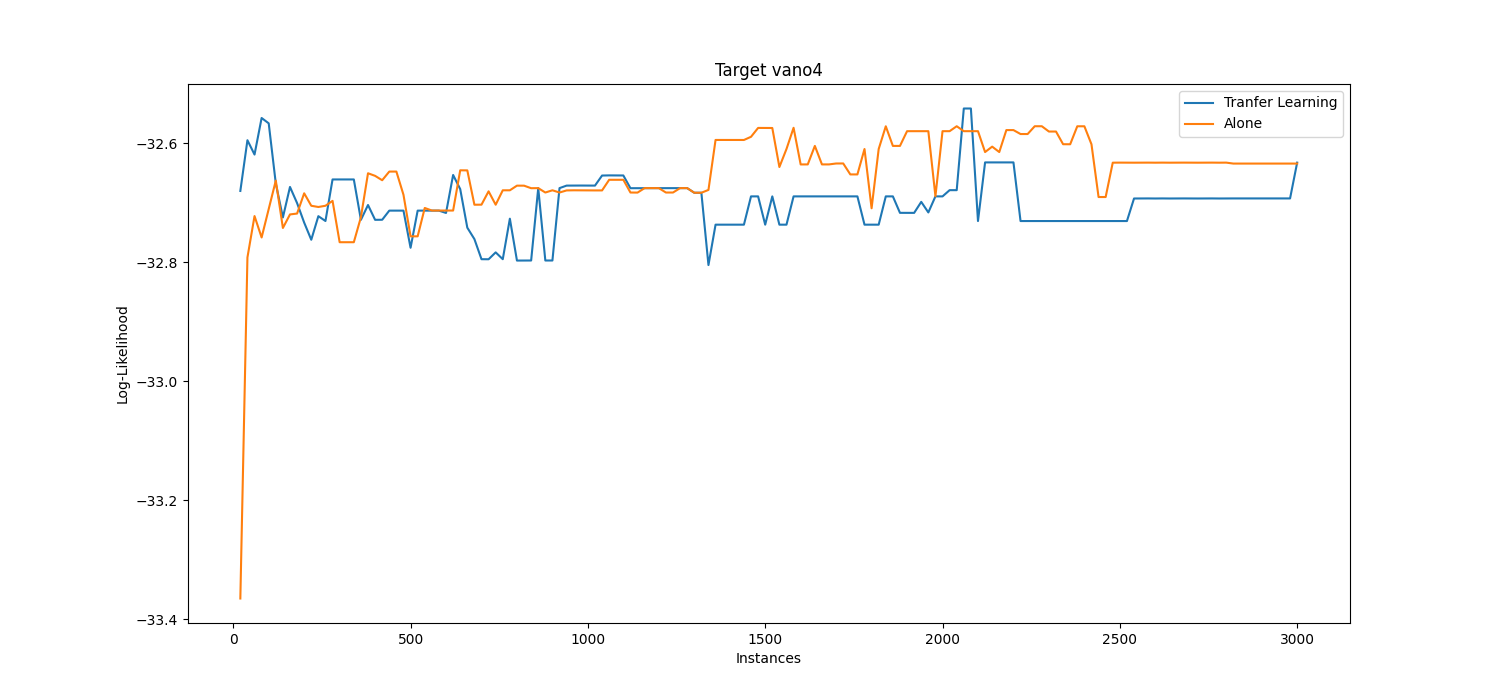 Target vano4
Tranfer Learning
Alone
Log-Likelihood
−32.6
−32.8
−33.0
−33.2
−33.4
0 500 1000 1500 2000 2500 3000
Instances